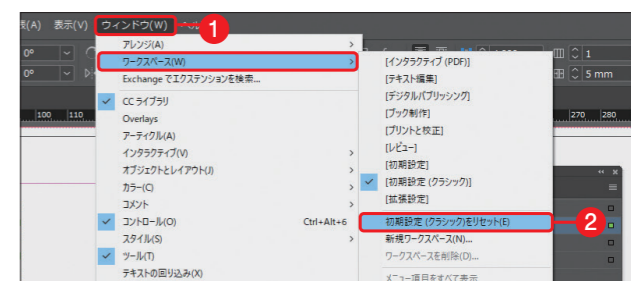 表示(V) ウィンドウ(W) 1
0° 1
0° 5 mm
100 110 270 280
アレンジ(A)
ワークスペース(W)
Exchange でエクステンションを検索...
CC ライブラリ
Overlays
アーティクル(A)
インタラクティブ(V)
オブジェクトとレイアウト(J)
カラー(C)
コメント
コントロール(O) Ctrl+Alt+6
スタイル(S)
ツール(T)
テキストの回り込み(X)
[インタラクティブ (PDF)]
[テキスト編集]
[デジタルパブリッシング]
[ブック制作]
[プリントと校正]
[レビュー]
[初期設定]
[初期設定 (クラシック)]
[拡張設定]
初期設定 (クラシック)をリセット(E) 2
新規ワークスペース(N)...
ワークスペースを削除(D)...
メニュー項目をすべて表示